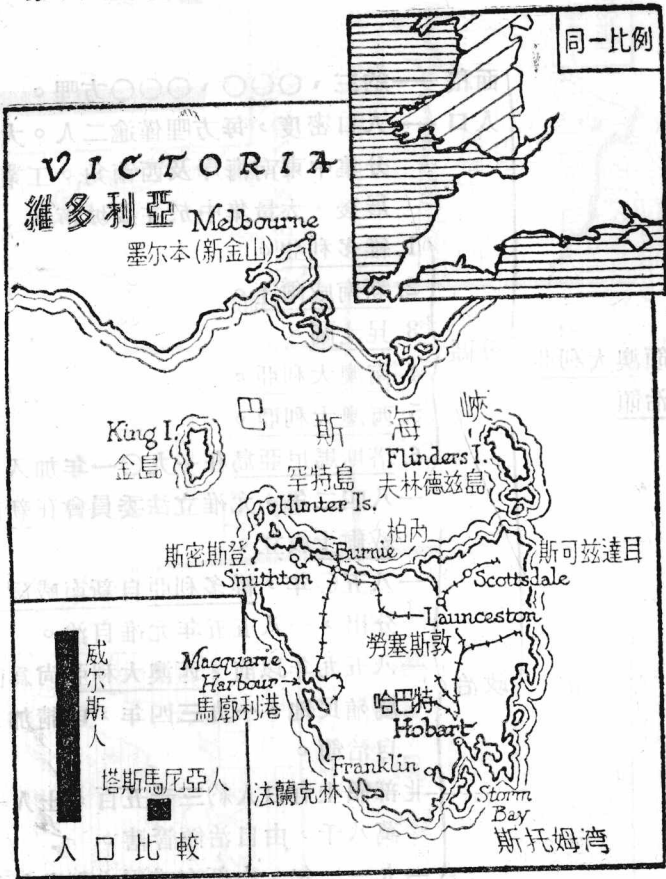 同一比例
VICTORIA
維多利亞
Melbourne
墨尔本(新金山)
巴斯海峽
King I.
金島
Flinders I.
夫林德兹島
罕特島
Hunter Is.
柏內
Burnie
斯密斯登
Smithton
斯可兹達目
Scottsdale
Launceston
勞塞斯敦
Macquarie
Harbour
馬廓利港
哈巴特
Hobart
Franklin
法蘭克林
Storm
Bay
斯托姆湾
威尔斯人
塔斯馬尼亞人
人口比較